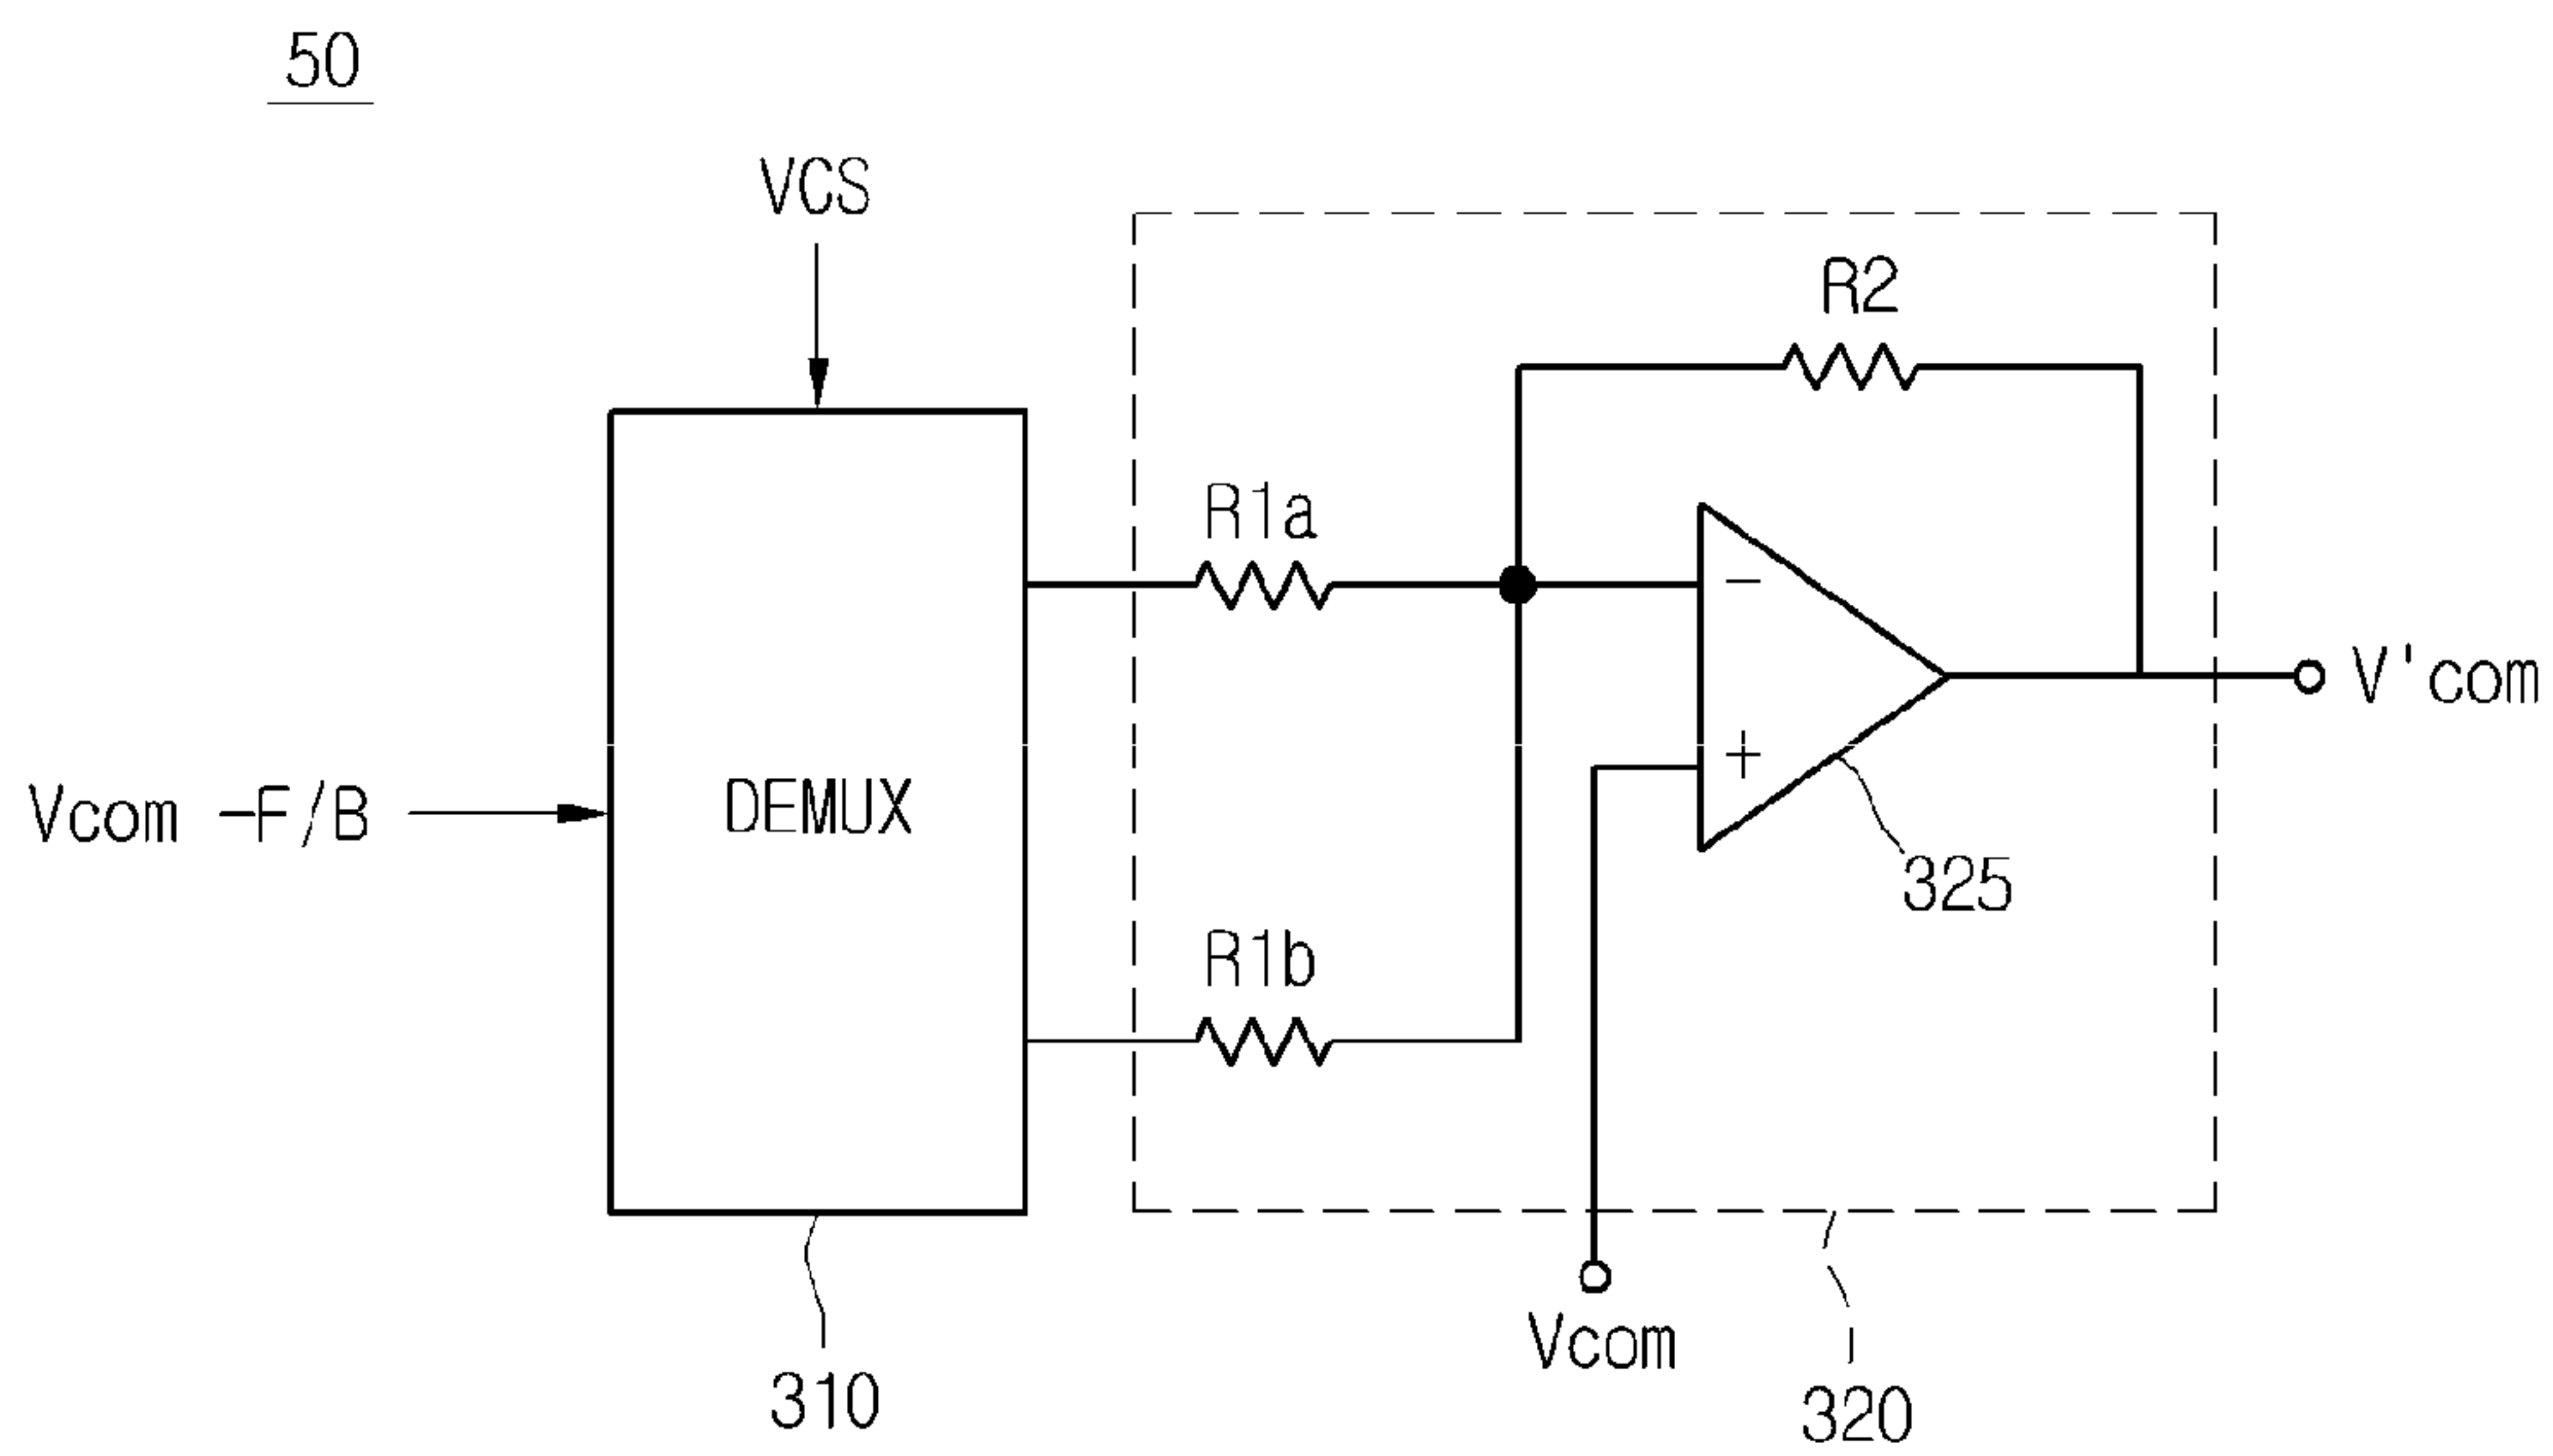 50
VCS
R2
R1a
−
V'com
+
Vcom -F/B
DEMUX
325
R1b
Vcom
310
320